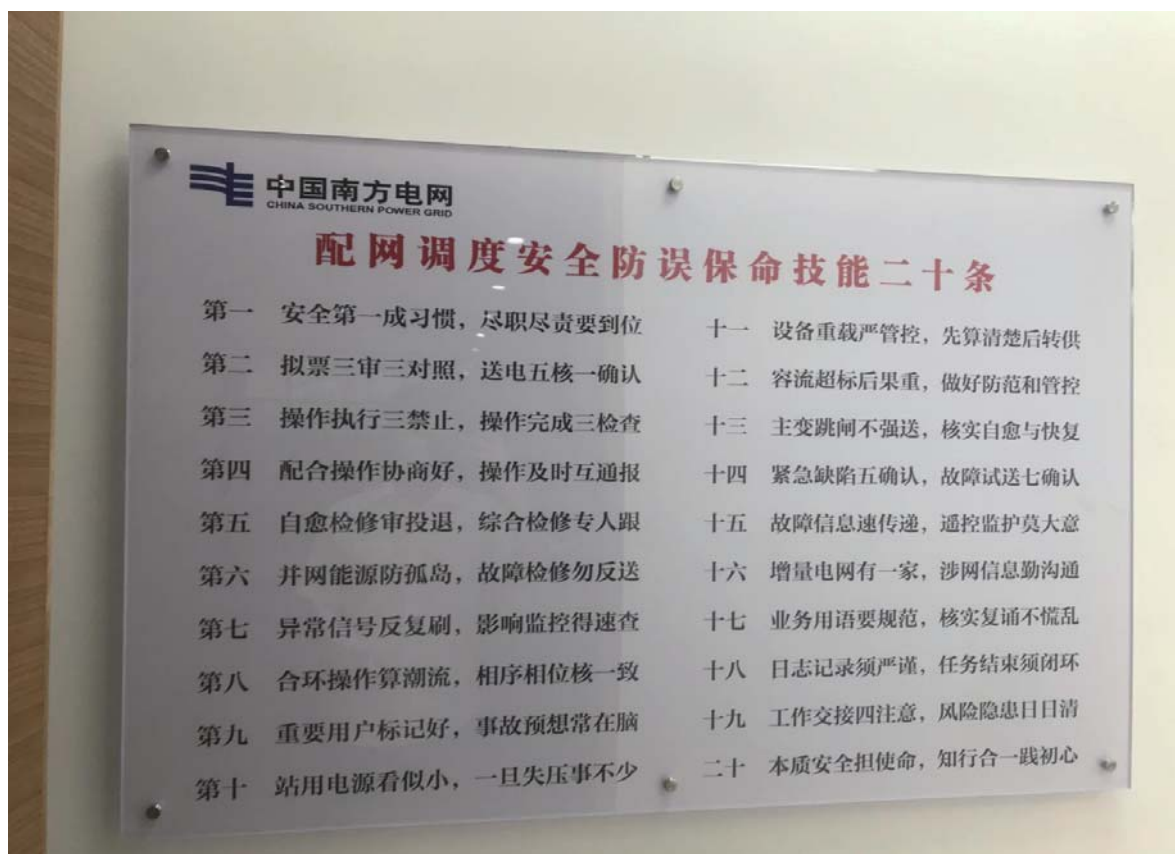 中国南方电网
CHINA SOUTHERN POWER GRID
配网调度安全防误保命技能二十条
第一 安全第一成习惯，尽职尽责要到位
第二 拟票三审三对照，送电五核一确认
第三 操作执行三禁止，操作完成三检查
第四 配合操作协商好，操作及时互通报
第五 自愈检修审投退，综合检修专人跟
第六 并网能源防孤岛，故障检修勿反送
第七 异常信号反复刷，影响监控得速查
第八 合环操作算潮流，相序相位核一致
第九 重要用户标记好，事故预想常在脑
第十 站用电源看似小，一旦失压事不少
十一 设备重载严管控，先算清楚后转供
十二 容流超标后果重，做好防范和管控
十三 主变跳闸不强送，核实自愈与快复
十四 紧急缺陷五确认，故障试送七确认
十五 故障信息速传递，遥控监护莫大意
十六 增量电网有一家，涉网信息勤沟通
十七 业务用语要规范，核实复诵不慌乱
十八 日志记录须严谨，任务结束须闭环
十九 工作交接四注意，风险隐患日日清
二十 本质安全担使命，知行合一践初心